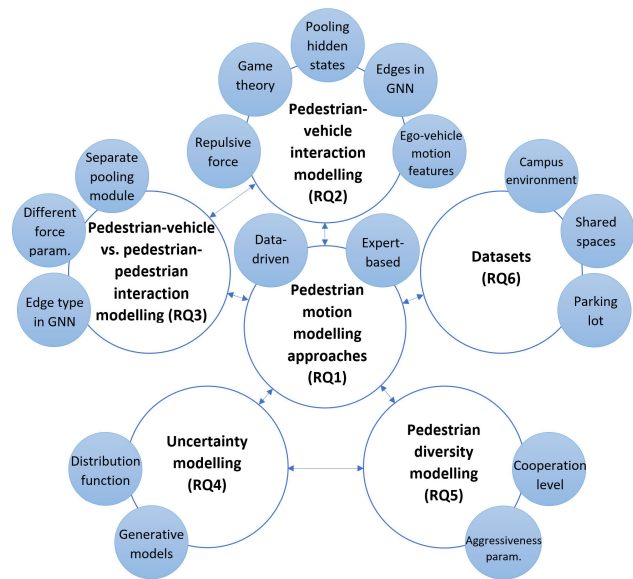 Pooling
hidden
states
Game
theory
Edges in
GNN
Repulsive
force
Pedestrian-
vehicle
interaction
modelling
(RQ2)
Ego-vehicle
motion
features
Separate
pooling
module
Different
force
param.
Edge type
in GNN
Pedestrian-vehicle
vs. pedestrian-
pedestrian
interaction
modelling (RQ3)
Data-
driven
Expert-
based
Pedestrian
motion
modelling
approaches
(RQ1)
Campus
environment
Shared
spaces
Parking
lot
Datasets
(RQ6)
Uncertainty
modelling
(RQ4)
Distribution
function
Generative
models
Pedestrian
diversity
modelling
(RQ5)
Cooperation
level
Aggressiveness
param.